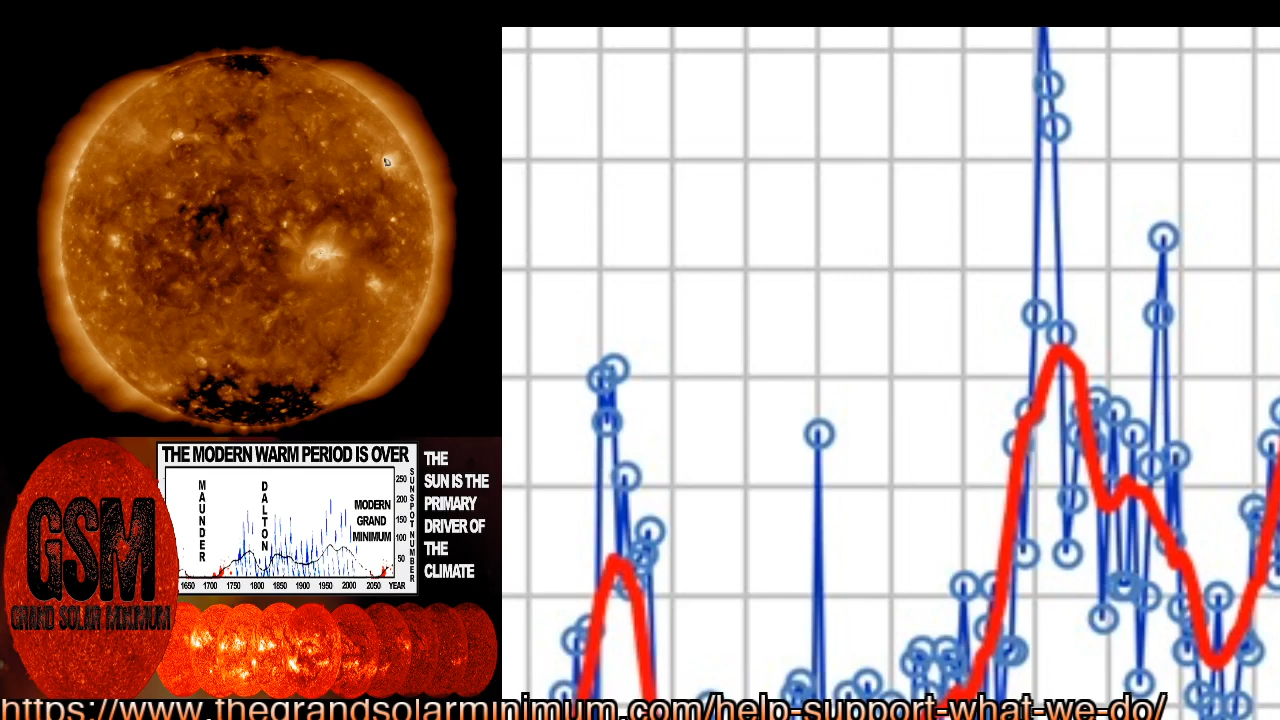 THE MODERN WARM PERIOD IS OVER
MAUNDER
DALTON
MODERN
GRAND
MINIMUM
250
200
150
100
50
SUNSPOT NUMBER
1650 1700 1750 1800 1850 1900 1950 2000 2050 YEAR
THE
SUN IS THE
PRIMARY
DRIVER OF
THE
CLIMATE
GSM
GRAND SOLAR MINIMUM
https://www.thegrandsolarminimum.com/help-support-what-we-do/